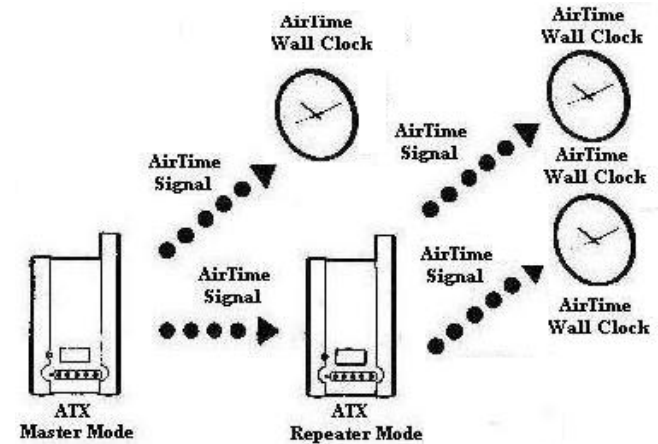 AirTime
Wall Clock
AirTime
Wall Clock
AirTime
Signal
AirTime
Signal
AirTime
Wall Clock
AirTime
Signal
AirTime
Signal
AirTime
Wall Clock
ATX
Master Mode
ATX
Repeater Mode